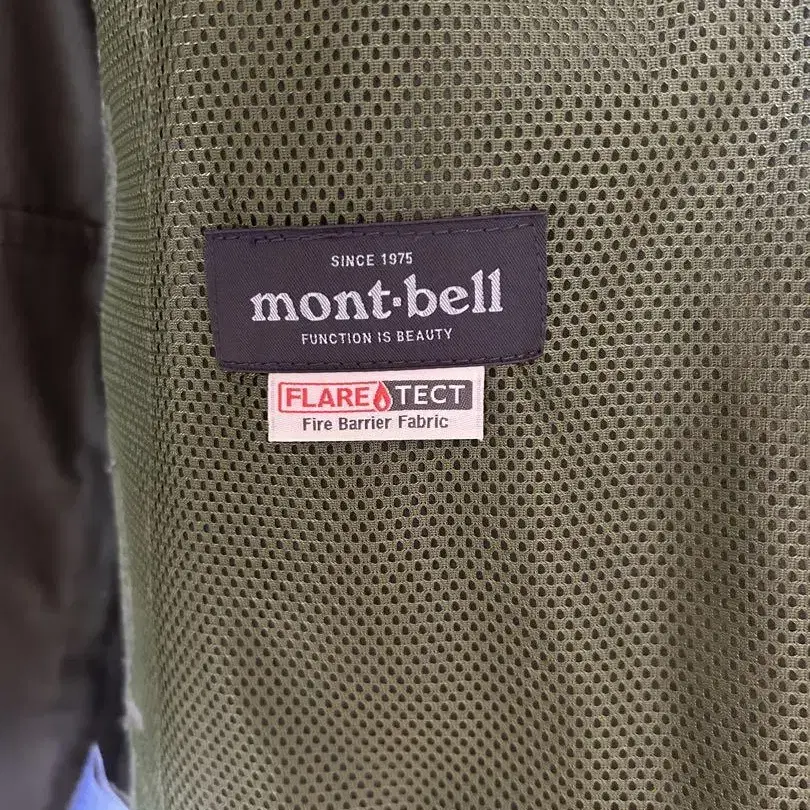 SINCE 1975
mont·bell
FUNCTION IS BEAUTY
FLARE TECT
Fire Barrier Fabric